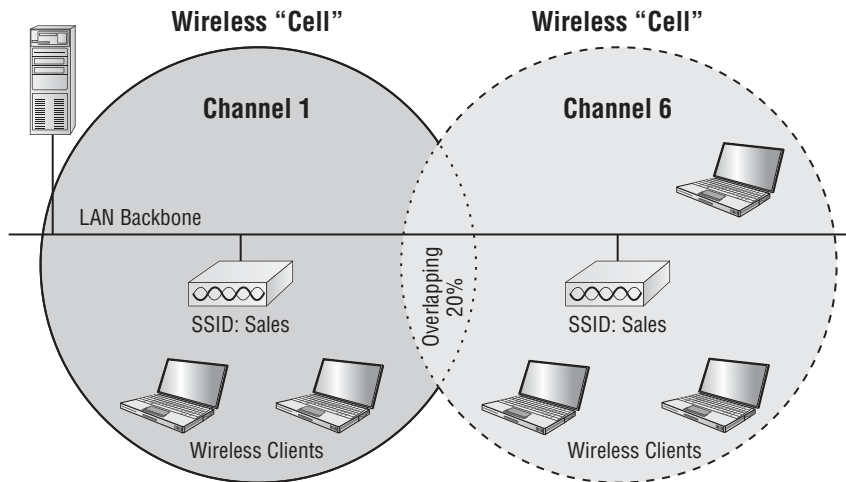 Wireless “Cell”
Wireless “Cell”
Channel 1
Channel 6
LAN Backbone
Overlapping
20%
SSID: Sales
SSID: Sales
Wireless Clients
Wireless Clients